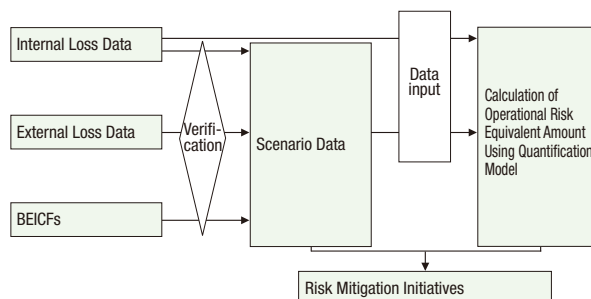 Internal Loss Data
External Loss Data
BEICFs
Verifi-
cation
Scenario Data
Data
input
Calculation of
Operational Risk
Equivalent Amount
Using Quantification
Model
Risk Mitigation Initiatives